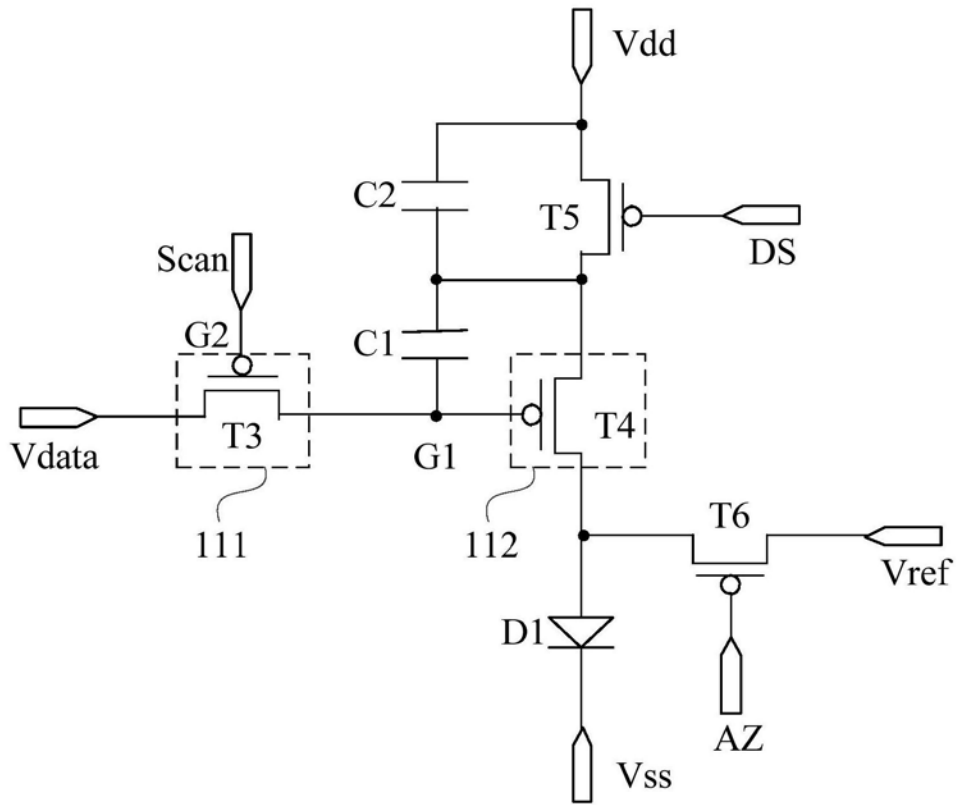 Vdd
C2
T5
DS
Scan
G2
C1
T3
T4
Vdata
G1
111
112
T6
Vref
D1
AZ
Vss